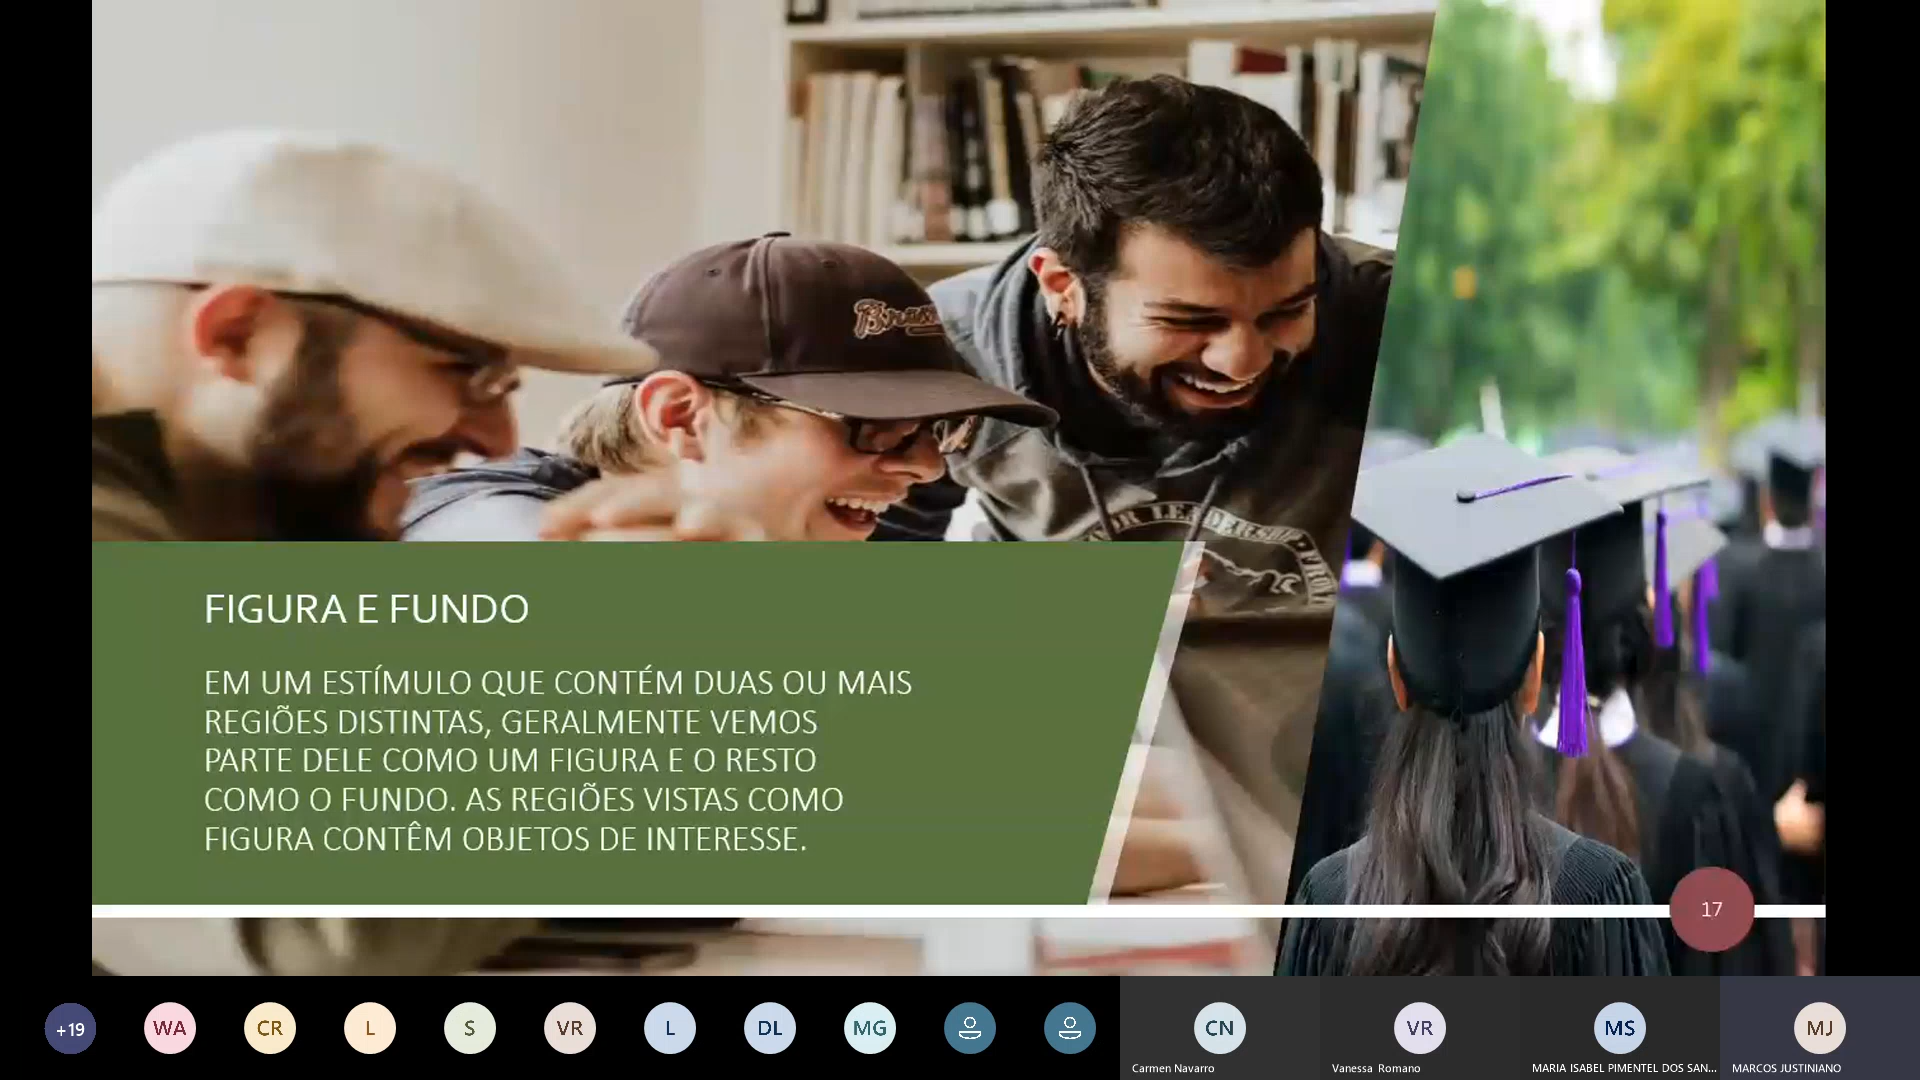 FIGURA E FUNDO
EM UM ESTÍMULO QUE CONTÉM DUAS OU MAIS
REGIÕES DISTINTAS, GERALMENTE VEMOS
PARTE DELE COMO UM FIGURA E O RESTO
COMO O FUNDO. AS REGIÕES VISTAS COMO
FIGURA CONTÊM OBJETOS DE INTERESSE.
17
+19
WA
CR
L
S
VR
L
DL
MG
CN
VR
MS
MJ
Carmen Navarro
Vanessa Romano
MARIA ISABEL PIMENTEL DOS SAN...
MARCOS JUSTINIANO